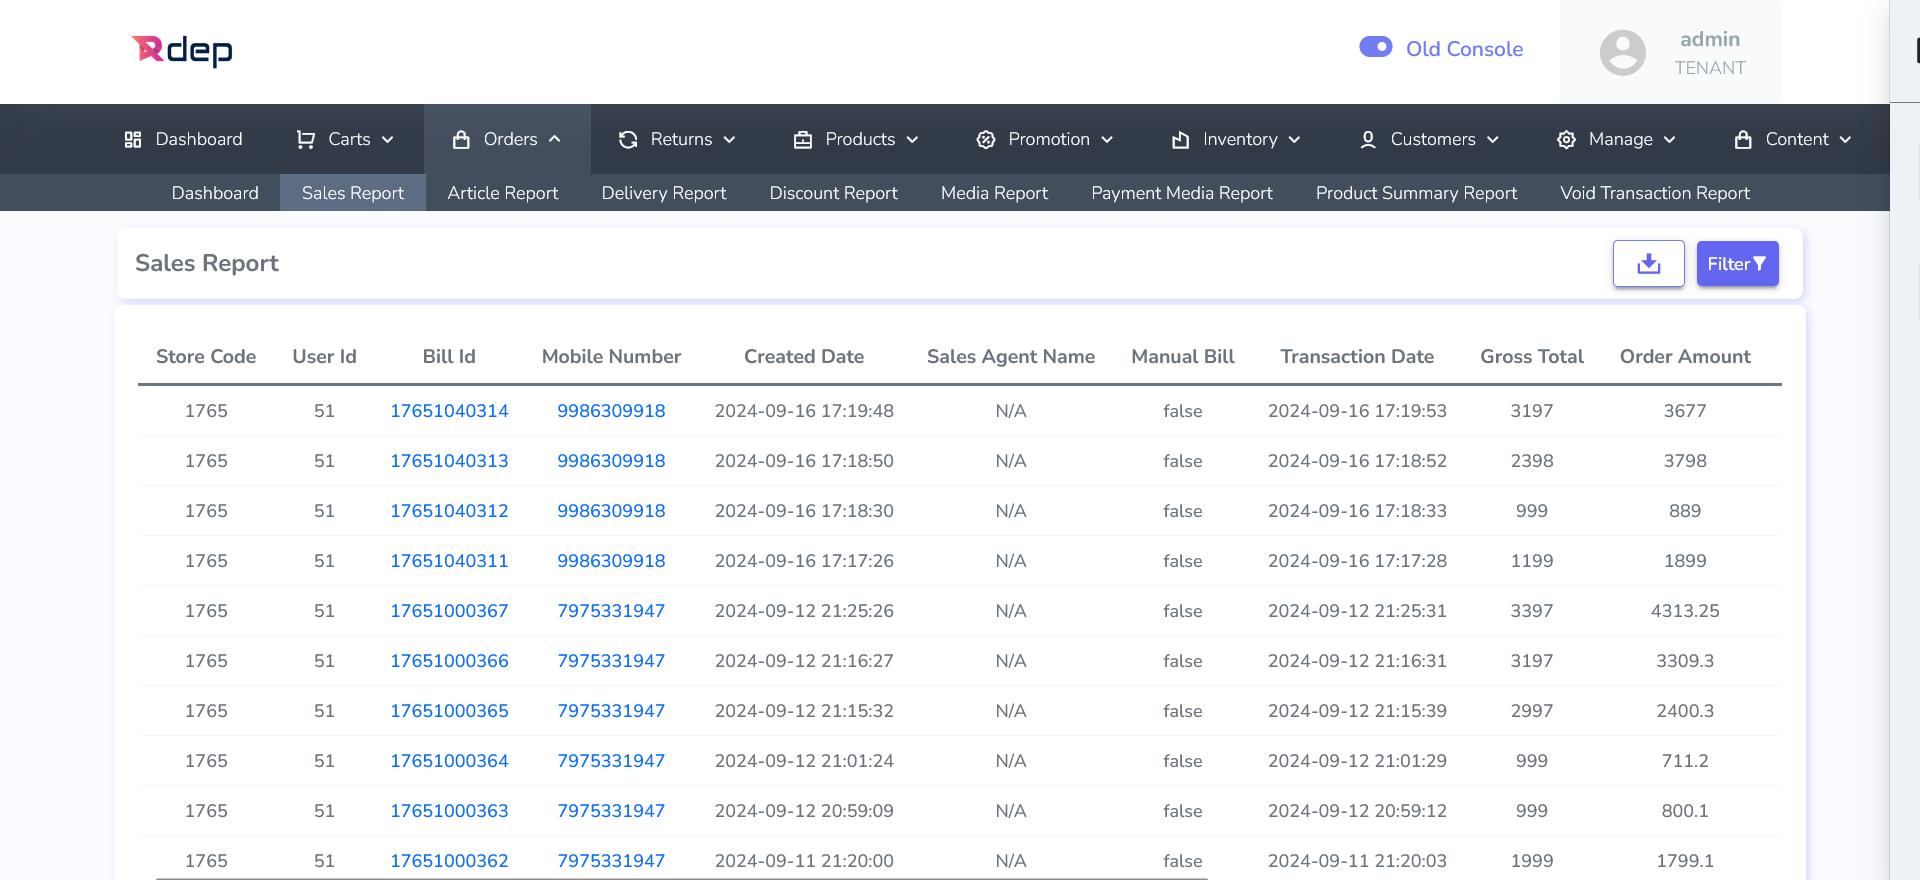 Rdep
Old Console
admin
TENANT
Dashboard Carts Orders Returns Products Promotion Inventory Customers Manage Content
Dashboard Sales Report Article Report Delivery Report Discount Report Media Report Payment Media Report Product Summary Report Void Transaction Report
Sales Report Filter
Store Code User Id Bill Id Mobile Number Created Date Sales Agent Name Manual Bill Transaction Date Gross Total Order Amount
1765 51 17651040314 9986309918 2024-09-16 17:19:48 N/A false 2024-09-16 17:19:53 3197 3677
1765 51 17651040313 9986309918 2024-09-16 17:18:50 N/A false 2024-09-16 17:18:52 2398 3798
1765 51 17651040312 9986309918 2024-09-16 17:18:30 N/A false 2024-09-16 17:18:33 999 889
1765 51 17651040311 9986309918 2024-09-16 17:17:26 N/A false 2024-09-16 17:17:28 1199 1899
1765 51 17651000367 7975331947 2024-09-12 21:25:26 N/A false 2024-09-12 21:25:31 3397 4313.25
1765 51 17651000366 7975331947 2024-09-12 21:16:27 N/A false 2024-09-12 21:16:31 3197 3309.3
1765 51 17651000365 7975331947 2024-09-12 21:15:32 N/A false 2024-09-12 21:15:39 2997 2400.3
1765 51 17651000364 7975331947 2024-09-12 21:01:24 N/A false 2024-09-12 21:01:29 999 711.2
1765 51 17651000363 7975331947 2024-09-12 20:59:09 N/A false 2024-09-12 20:59:12 999 800.1
1765 51 17651000362 7975331947 2024-09-11 21:20:00 N/A false 2024-09-11 21:20:03 1999 1799.1